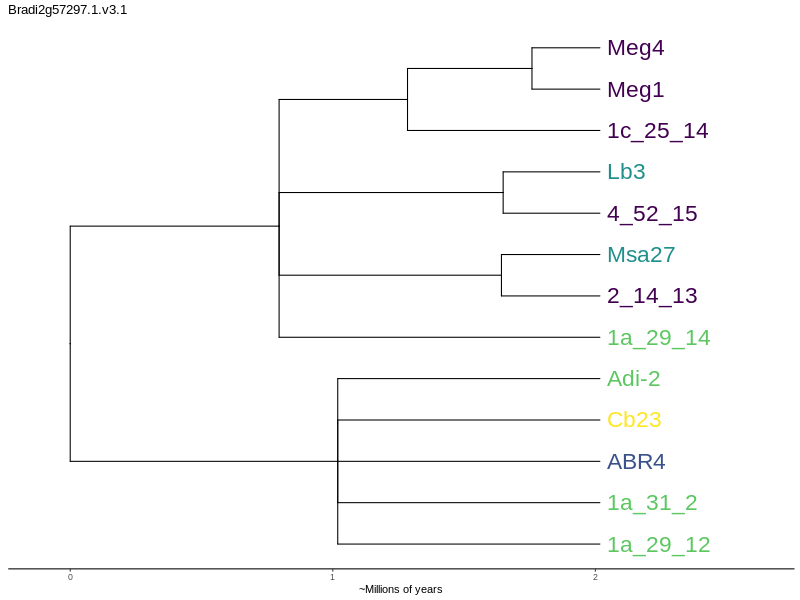 Bradi2g57297.1.v3.1
Meg4
Meg1
1c_25_14
Lb3
4_52_15
Msa27
2_14_13
1a_29_14
Adi-2
Cb23
ABR4
1a_31_2
1a_29_12
0 1 2
~Millions of years